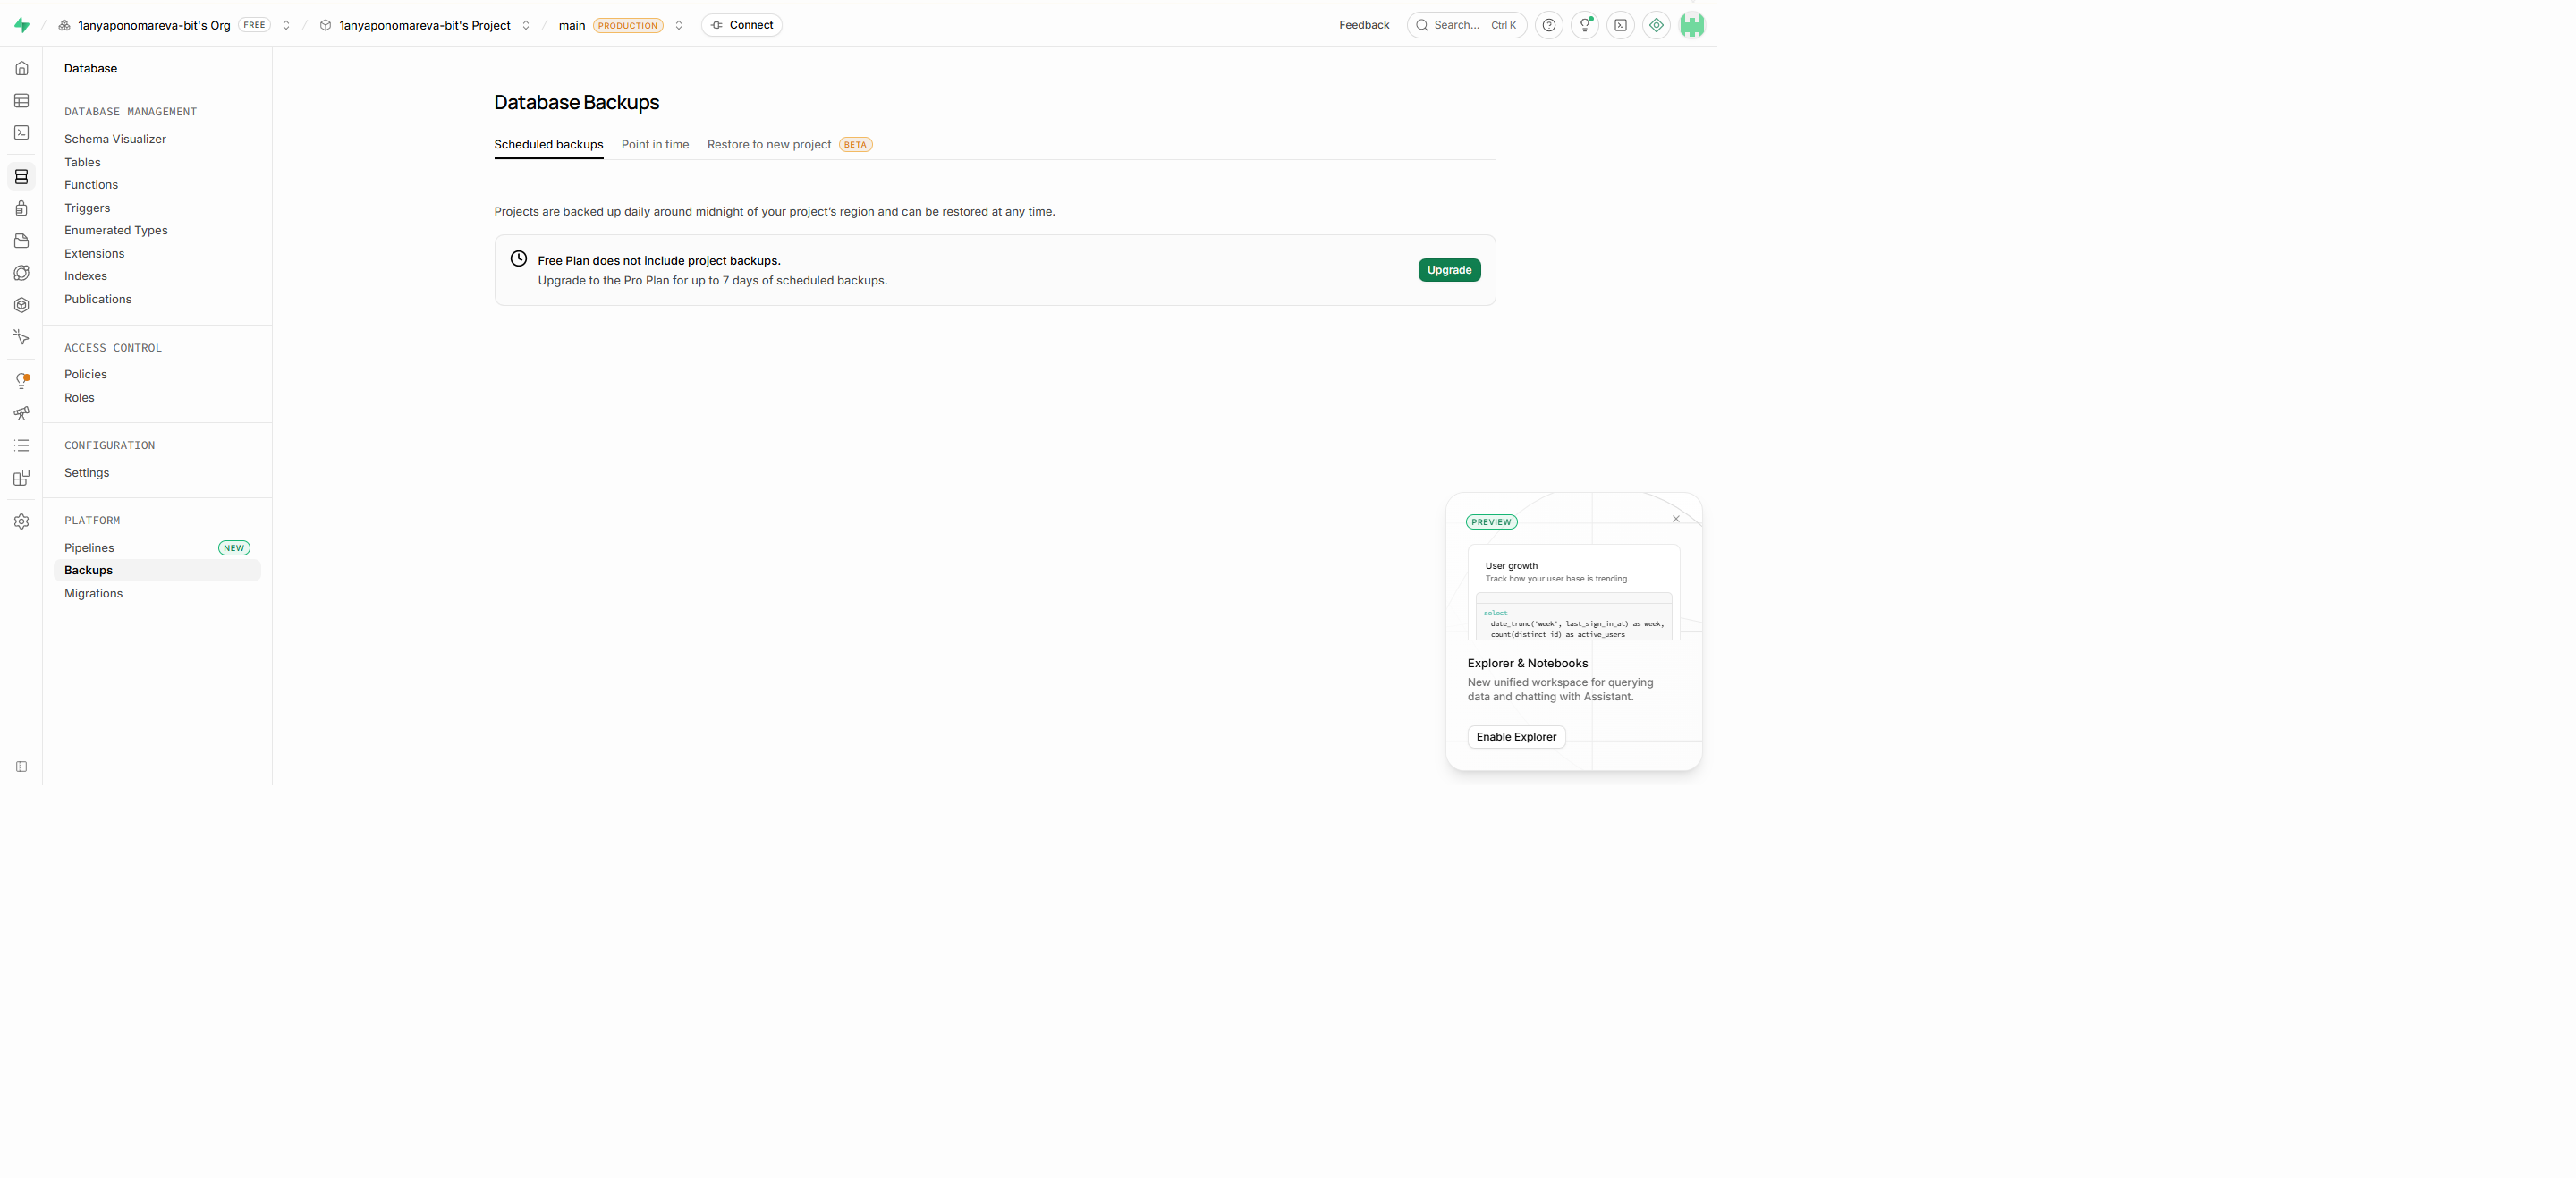 1anyaponomareva-bit's Org FREE 1anyaponomareva-bit's Project main PRODUCTION Connect Feedback Search... Ctrl K
Database
DATABASE MANAGEMENT
Schema Visualizer
Tables
Functions
Triggers
Enumerated Types
Extensions
Indexes
Publications
ACCESS CONTROL
Policies
Roles
CONFIGURATION
Settings
PLATFORM
Pipelines NEW
Backups
Migrations
Database Backups
Scheduled backups Point in time Restore to new project BETA
Projects are backed up daily around midnight of your project's region and can be restored at any time.
Free Plan does not include project backups.
Upgrade to the Pro Plan for up to 7 days of scheduled backups.
Upgrade
PREVIEW
User growth
Track how your user base is trending.
select
date_trunc('week', last_sign_in_at) as week,
count(distinct id) as active_users
Explorer & Notebooks
New unified workspace for querying
data and chatting with Assistant.
Enable Explorer